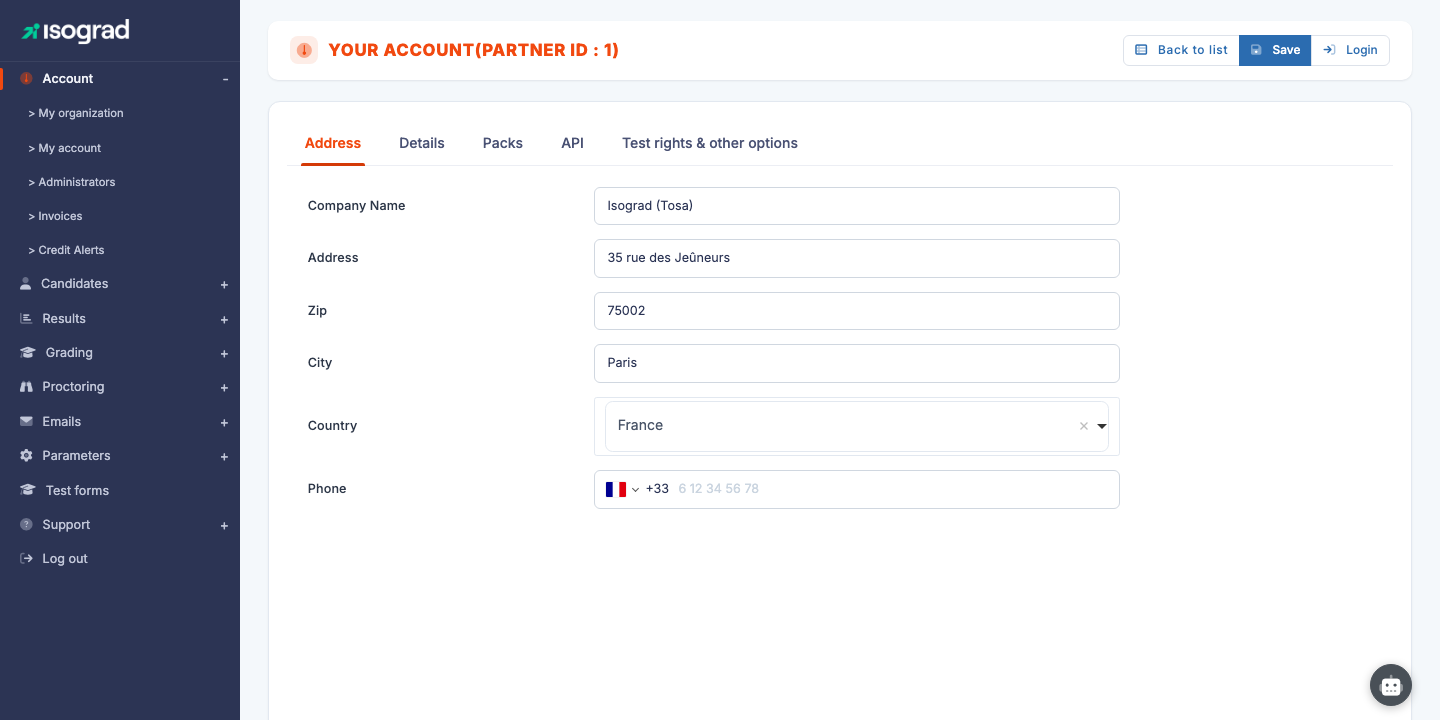 Isograd
Account -
> My organization
> My account
> Administrators
> Invoices
> Credit Alerts
Candidates +
Results +
Grading +
Proctoring +
Emails +
Parameters +
Test forms
Support +
Log out
YOUR ACCOUNT(PARTNER ID : 1)
Back to list Save Login
Address Details Packs API Test rights & other options
Company Name Isograd (Tosa)
Address 35 rue des Jeûneurs
Zip 75002
City Paris
Country France ×
Phone +33 6 12 34 56 78